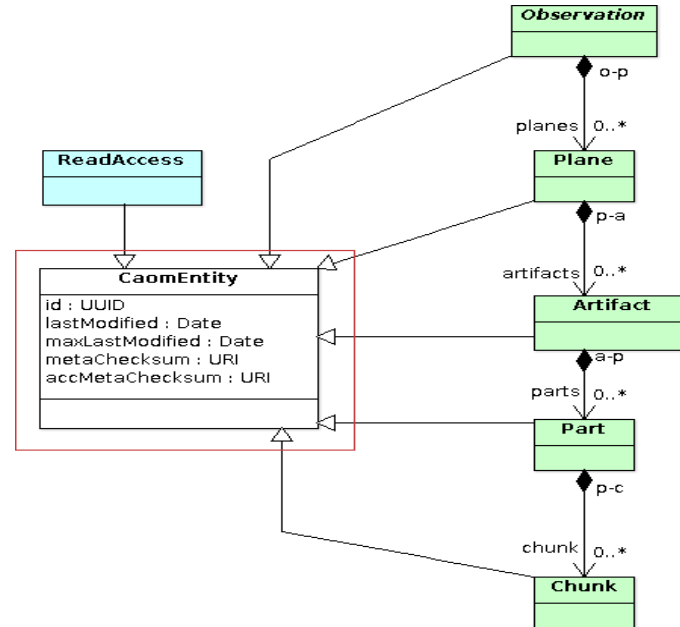 Observation
o-p
planes 0..*
ReadAccess
Plane
p-a
artifacts 0..*
CaomEntity
id : UUID
lastModified : Date
maxLastModified : Date
metaChecksum : URI
accMetaChecksum : URI
Artifact
a-p
parts 0..*
Part
p-c
chunk 0..*
Chunk